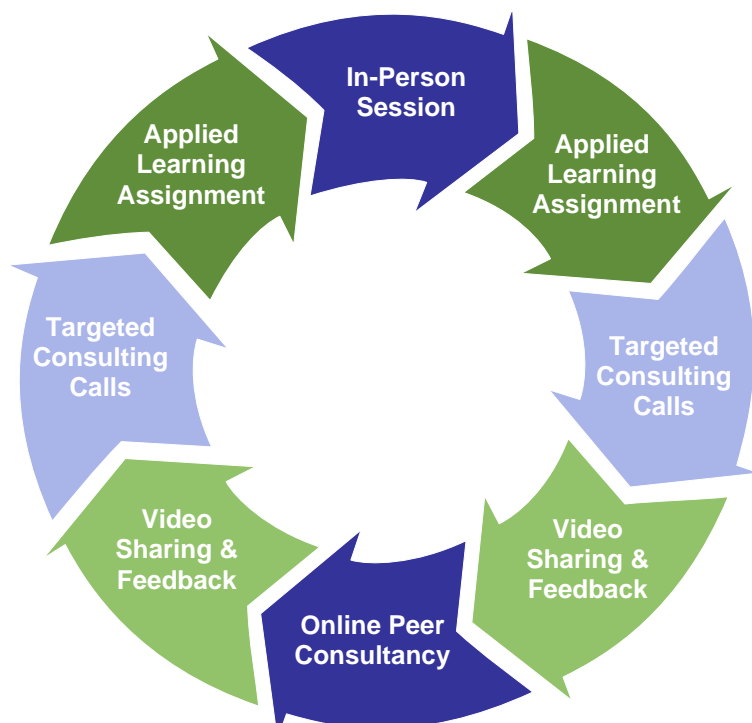 In-Person
Session
Applied
Learning
Assignment
Targeted
Consulting
Calls
Video
Sharing &
Feedback
Online Peer
Consultancy
Video
Sharing &
Feedback
Targeted
Consulting
Calls
Applied
Learning
Assignment